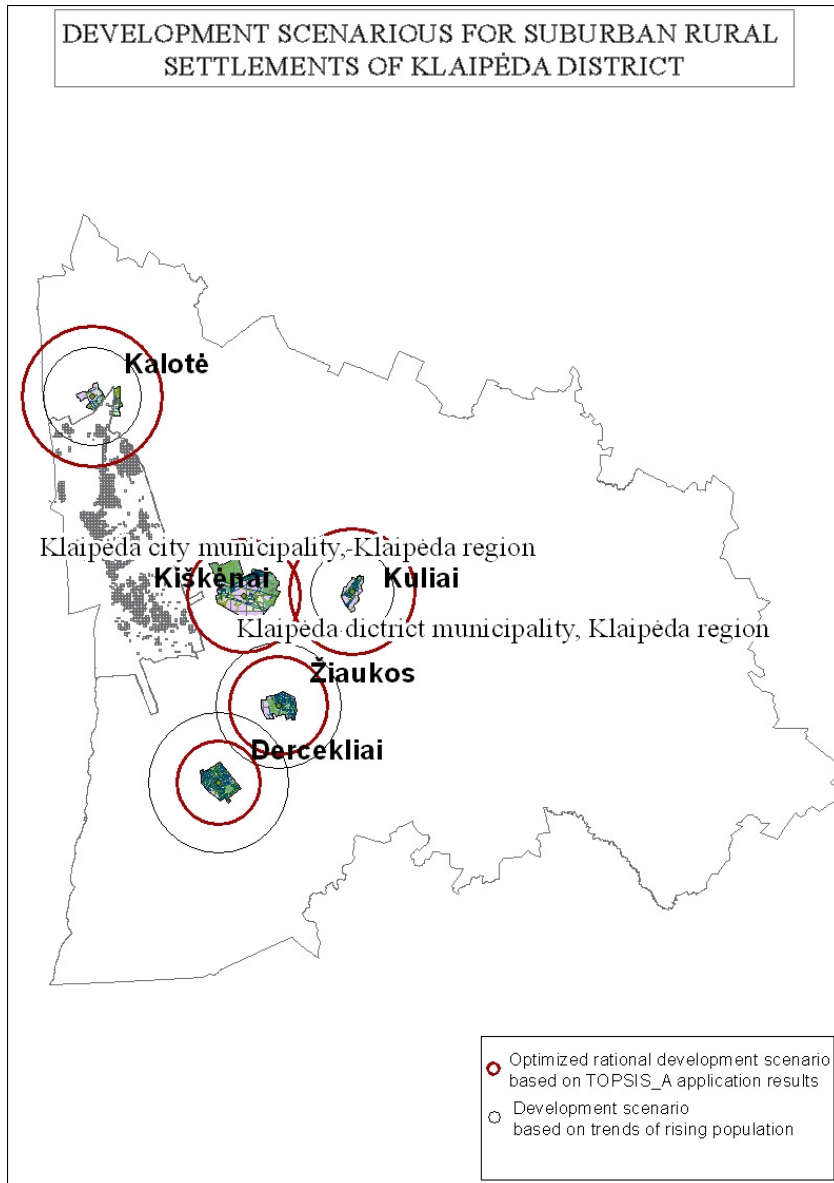 DEVELOPMENT SCENARIOUS FOR SUBURBAN RURAL
SETTLEMENTS OF KLAIPĖDA DISTRICT
Kalotė
Klaipėda city municipality, Klaipėda region
Kiškėnai
Kuliai
Klaipėda dictrict municipality, Klaipėda region
Žiaukos
Dercekliai
Optimized rational development scenario
based on TOPSIS_A application results
Development scenario
based on trends of rising population